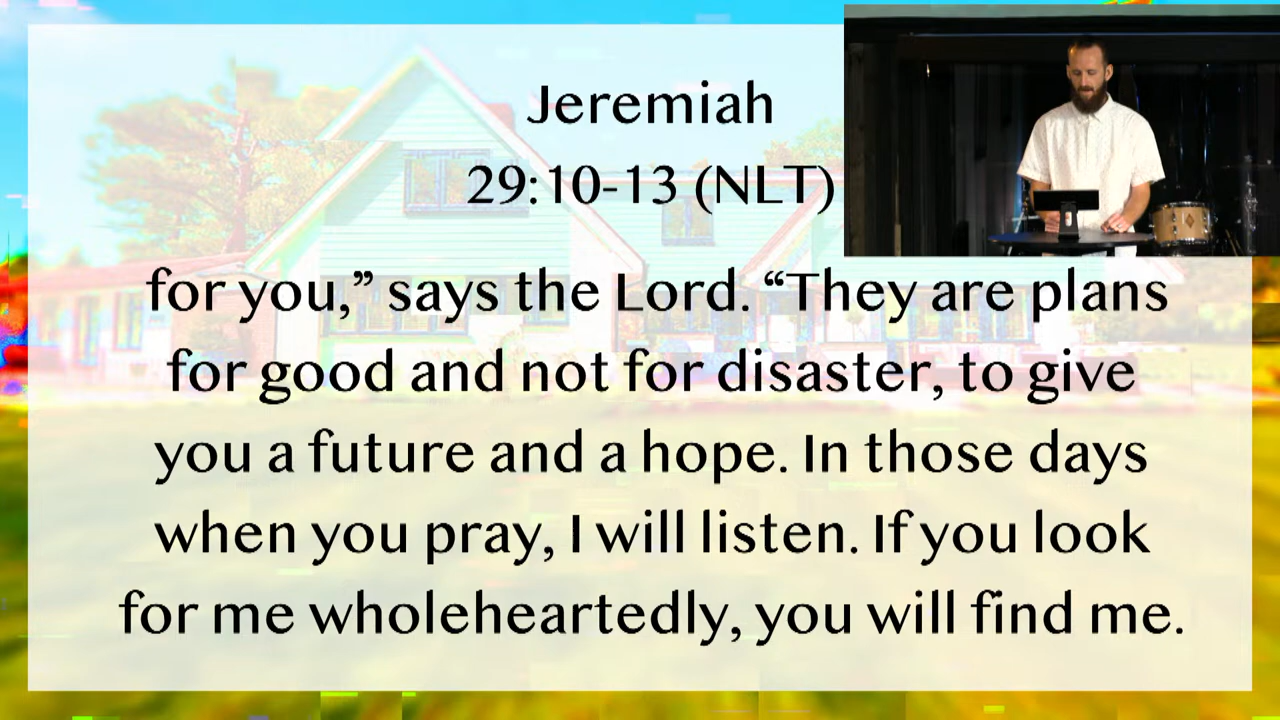 Jeremiah
29:10-13 (NLT)
for you,” says the Lord. “They are plans
for good and not for disaster, to give
you a future and a hope. In those days
when you pray, I will listen. If you look
for me wholeheartedly, you will find me.